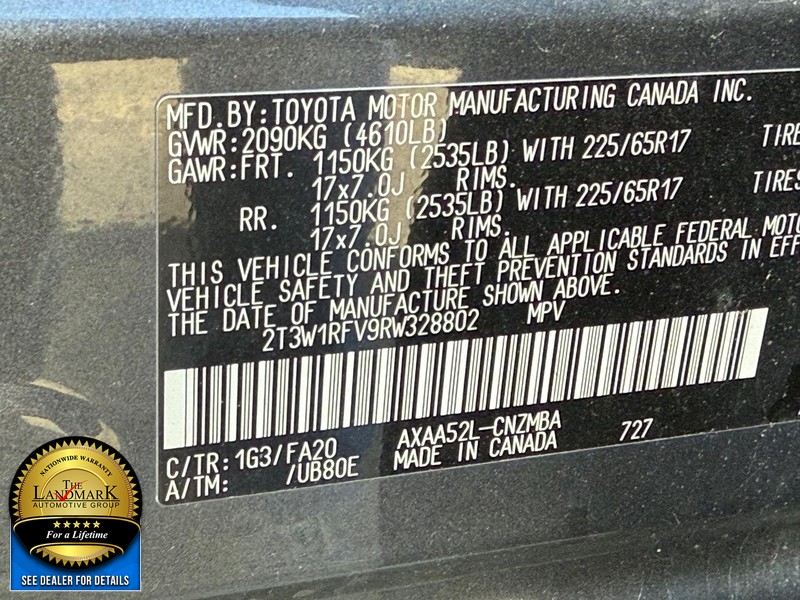 MFD.BY:TOYOTA MOTOR MANUFACTURING CANADA INC.
GVWR:2090KG (4610LB)
GAWR:FRT. 1150KG (2535LB) WITH 225/65R17 TIRE
17x7.0J RIMS.
RR. 1150KG (2535LB) WITH 225/65R17 TIRES
17x7.0J RIMS.
THIS VEHICLE CONFORMS TO ALL APPLICABLE FEDERAL MOTO
VEHICLE SAFETY AND THEFT PREVENTION STANDARDS IN EFF
THE DATE OF MANUFACTURE SHOWN ABOVE.
2T3W1RFV9RW328802 MPV
AXAA52L-CNZMBA 727
C/TR: 1G3/FA20 MADE IN CANADA
A/TM: /UB80E
NATIONWIDE WARRANTY
THE
LANDMARK
AUTOMOTIVE GROUP
For a Lifetime
SEE DEALER FOR DETAILS